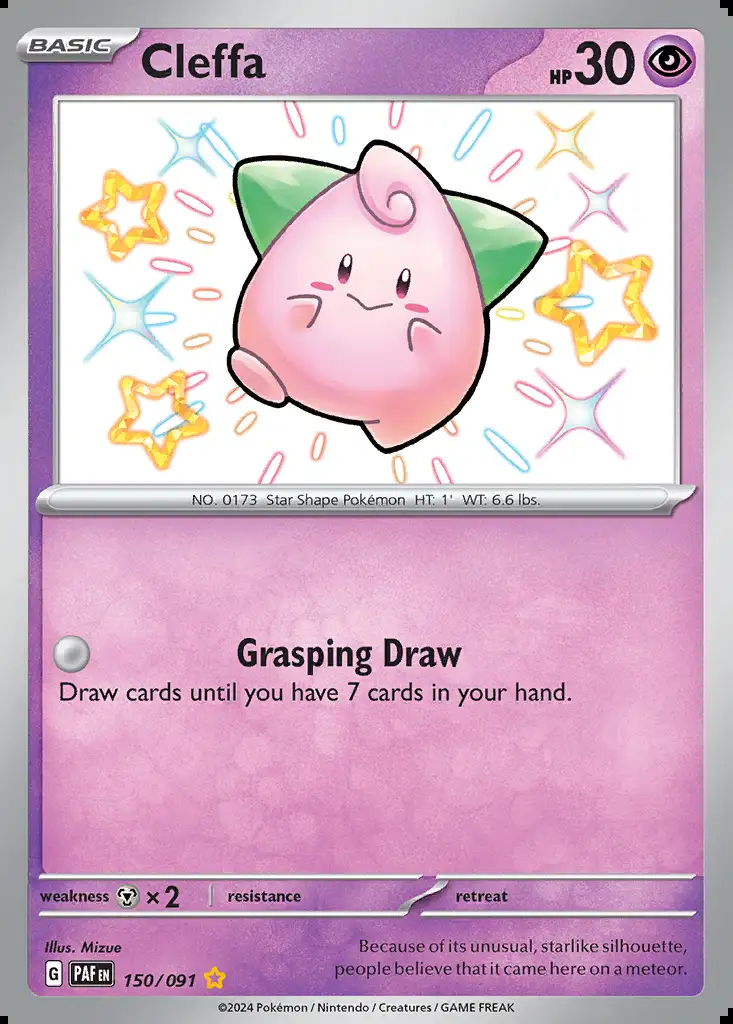 BASIC
Cleffa
HP30
NO. 0173 Star Shape Pokémon HT: 1' WT: 6.6 lbs.
Grasping Draw
Draw cards until you have 7 cards in your hand.
weakness ×2 resistance retreat
Illus. Mizue
Because of its unusual, starlike silhouette,
people believe that it came here on a meteor.
G PAF EN 150/091
©2024 Pokémon / Nintendo / Creatures / GAME FREAK